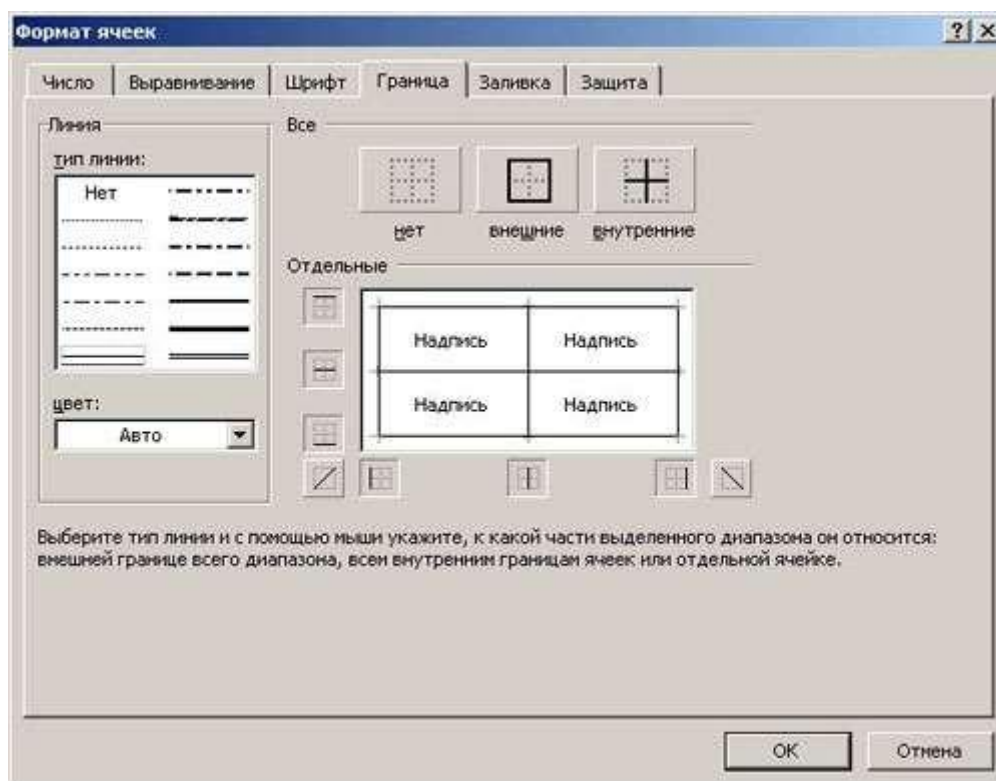 Формат ячеек
Число Выравнивание Шрифт Граница Заливка Защита
Линия
тип линии:
Нет
цвет:
Авто
Все
нет внешние внутренние
Отдельные
Надпись Надпись
Надпись Надпись
Выберите тип линии и с помощью мыши укажите, к какой части выделенного диапазона он относится:
внешней границе всего диапазона, всем внутренним границам ячеек или отдельной ячейке.
OK Отмена